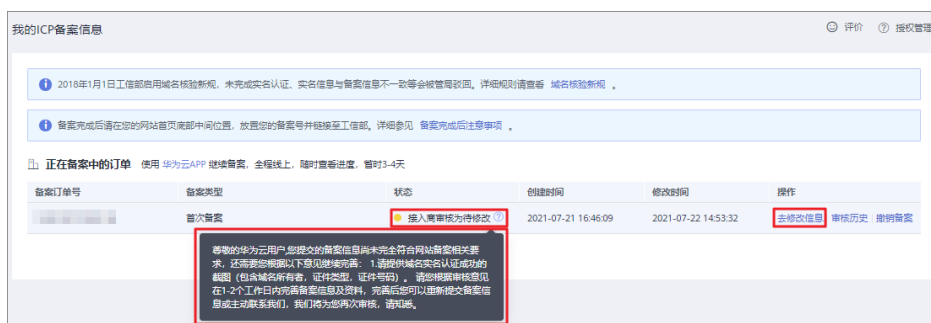 我的ICP备案信息
评价 授权管理
2018年1月1日工信部启用域名核验新规，未完成实名认证、实名信息与备案信息不一致等会被管局驳回。详细规则请查看 域名核验新规 。
备案完成后请在您的网站首页底部中间位置，放置您的备案号并链接至工信部。详细参见 备案完成后注意事项 。
正在备案中的订单 使用 华为云APP 继续备案，全程线上，随时查看进度，暂时3-4天
备案订单号 备案类型 状态 创建时间 修改时间 操作
首次备案 接入商审核为待修改 2021-07-21 16:46:09 2021-07-22 14:53:32 去修改信息 审核历史 撤销备案
尊敬的华为云用户,您提交的备案信息尚未完全符合网站备案相关要
求，还需要您根据以下意见继续完善： 1.请提供域名实名认证成功的
截图（包含域名所有者，证件类型，证件号码）。 请您根据审核意见
在1-2个工作日内完善备案信息及资料，完善后您可以重新提交备案信
息或主动联系我们，我们将为您再次审核，请知悉。